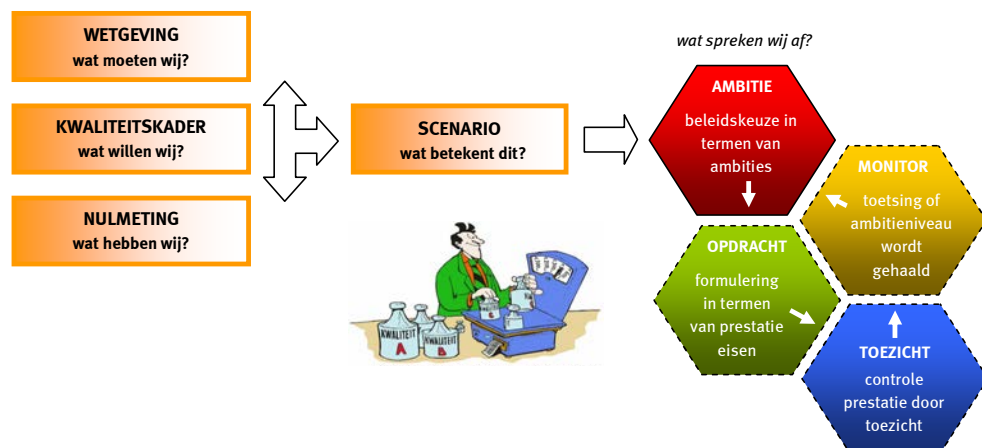 WETGEVING
wat moeten wij?
KWALITEITSKADER
wat willen wij?
NULMETING
wat hebben wij?
SCENARIO
wat betekent dit?
wat spreken wij af?
AMBITIE
beleidskeuze in
termen van
ambities
MONITOR
toetsing of
ambitieniveau
wordt
gehaald
OPDRACHT
formulering
in termen
van prestatie
eisen
TOEZICHT
controle
prestatie door
toezicht
KWALITEIT
A
KWALITEIT
B